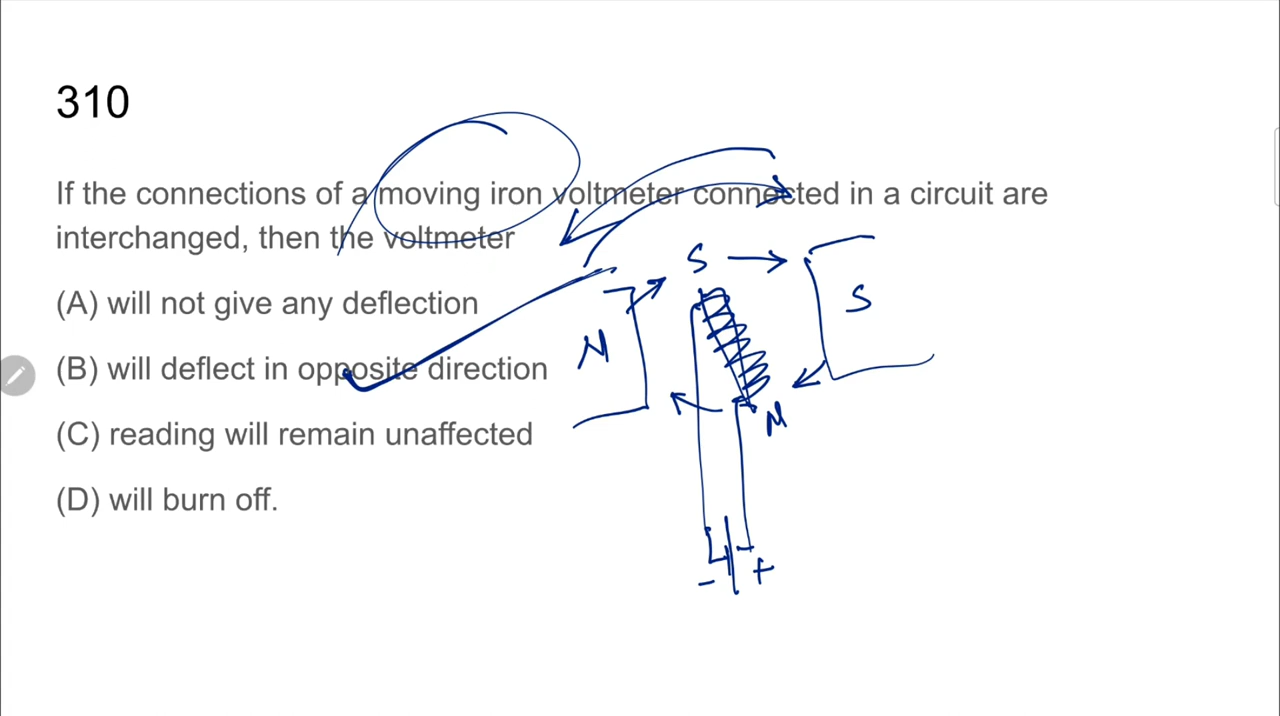 310
If the connections of a moving iron voltmeter connected in a circuit are
interchanged, then the voltmeter
S
(A) will not give any deflection
S
N
(B) will deflect in opposite direction
N
(C) reading will remain unaffected
(D) will burn off.
- +